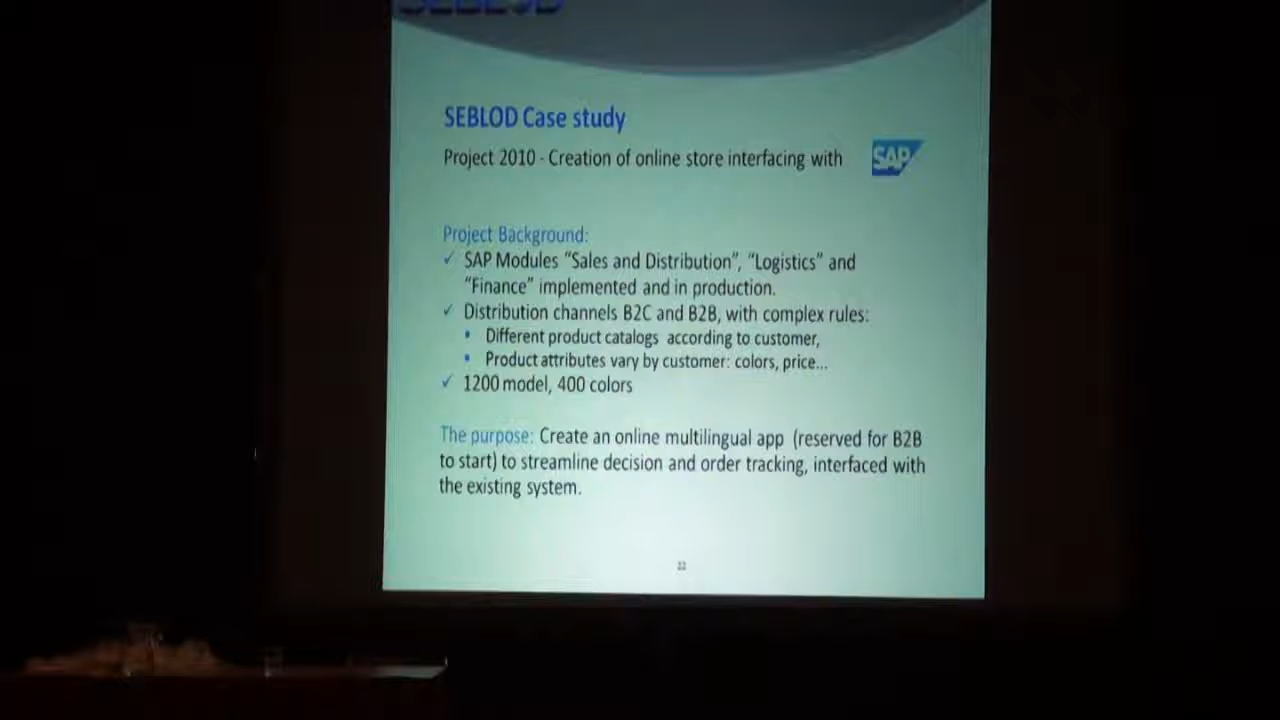 SEBLOD
SEBLOD Case study
Project 2010 - Creation of online store interfacing with SAP
Project Background:
✓ SAP Modules “Sales and Distribution”, “Logistics” and
“Finance” implemented and in production.
✓ Distribution channels B2C and B2B, with complex rules:
• Different product catalogs according to customer,
• Product attributes vary by customer: colors, price...
✓ 1200 model, 400 colors
The purpose: Create an online multilingual app (reserved for B2B
to start) to streamline decision and order tracking, interfaced with
the existing system.